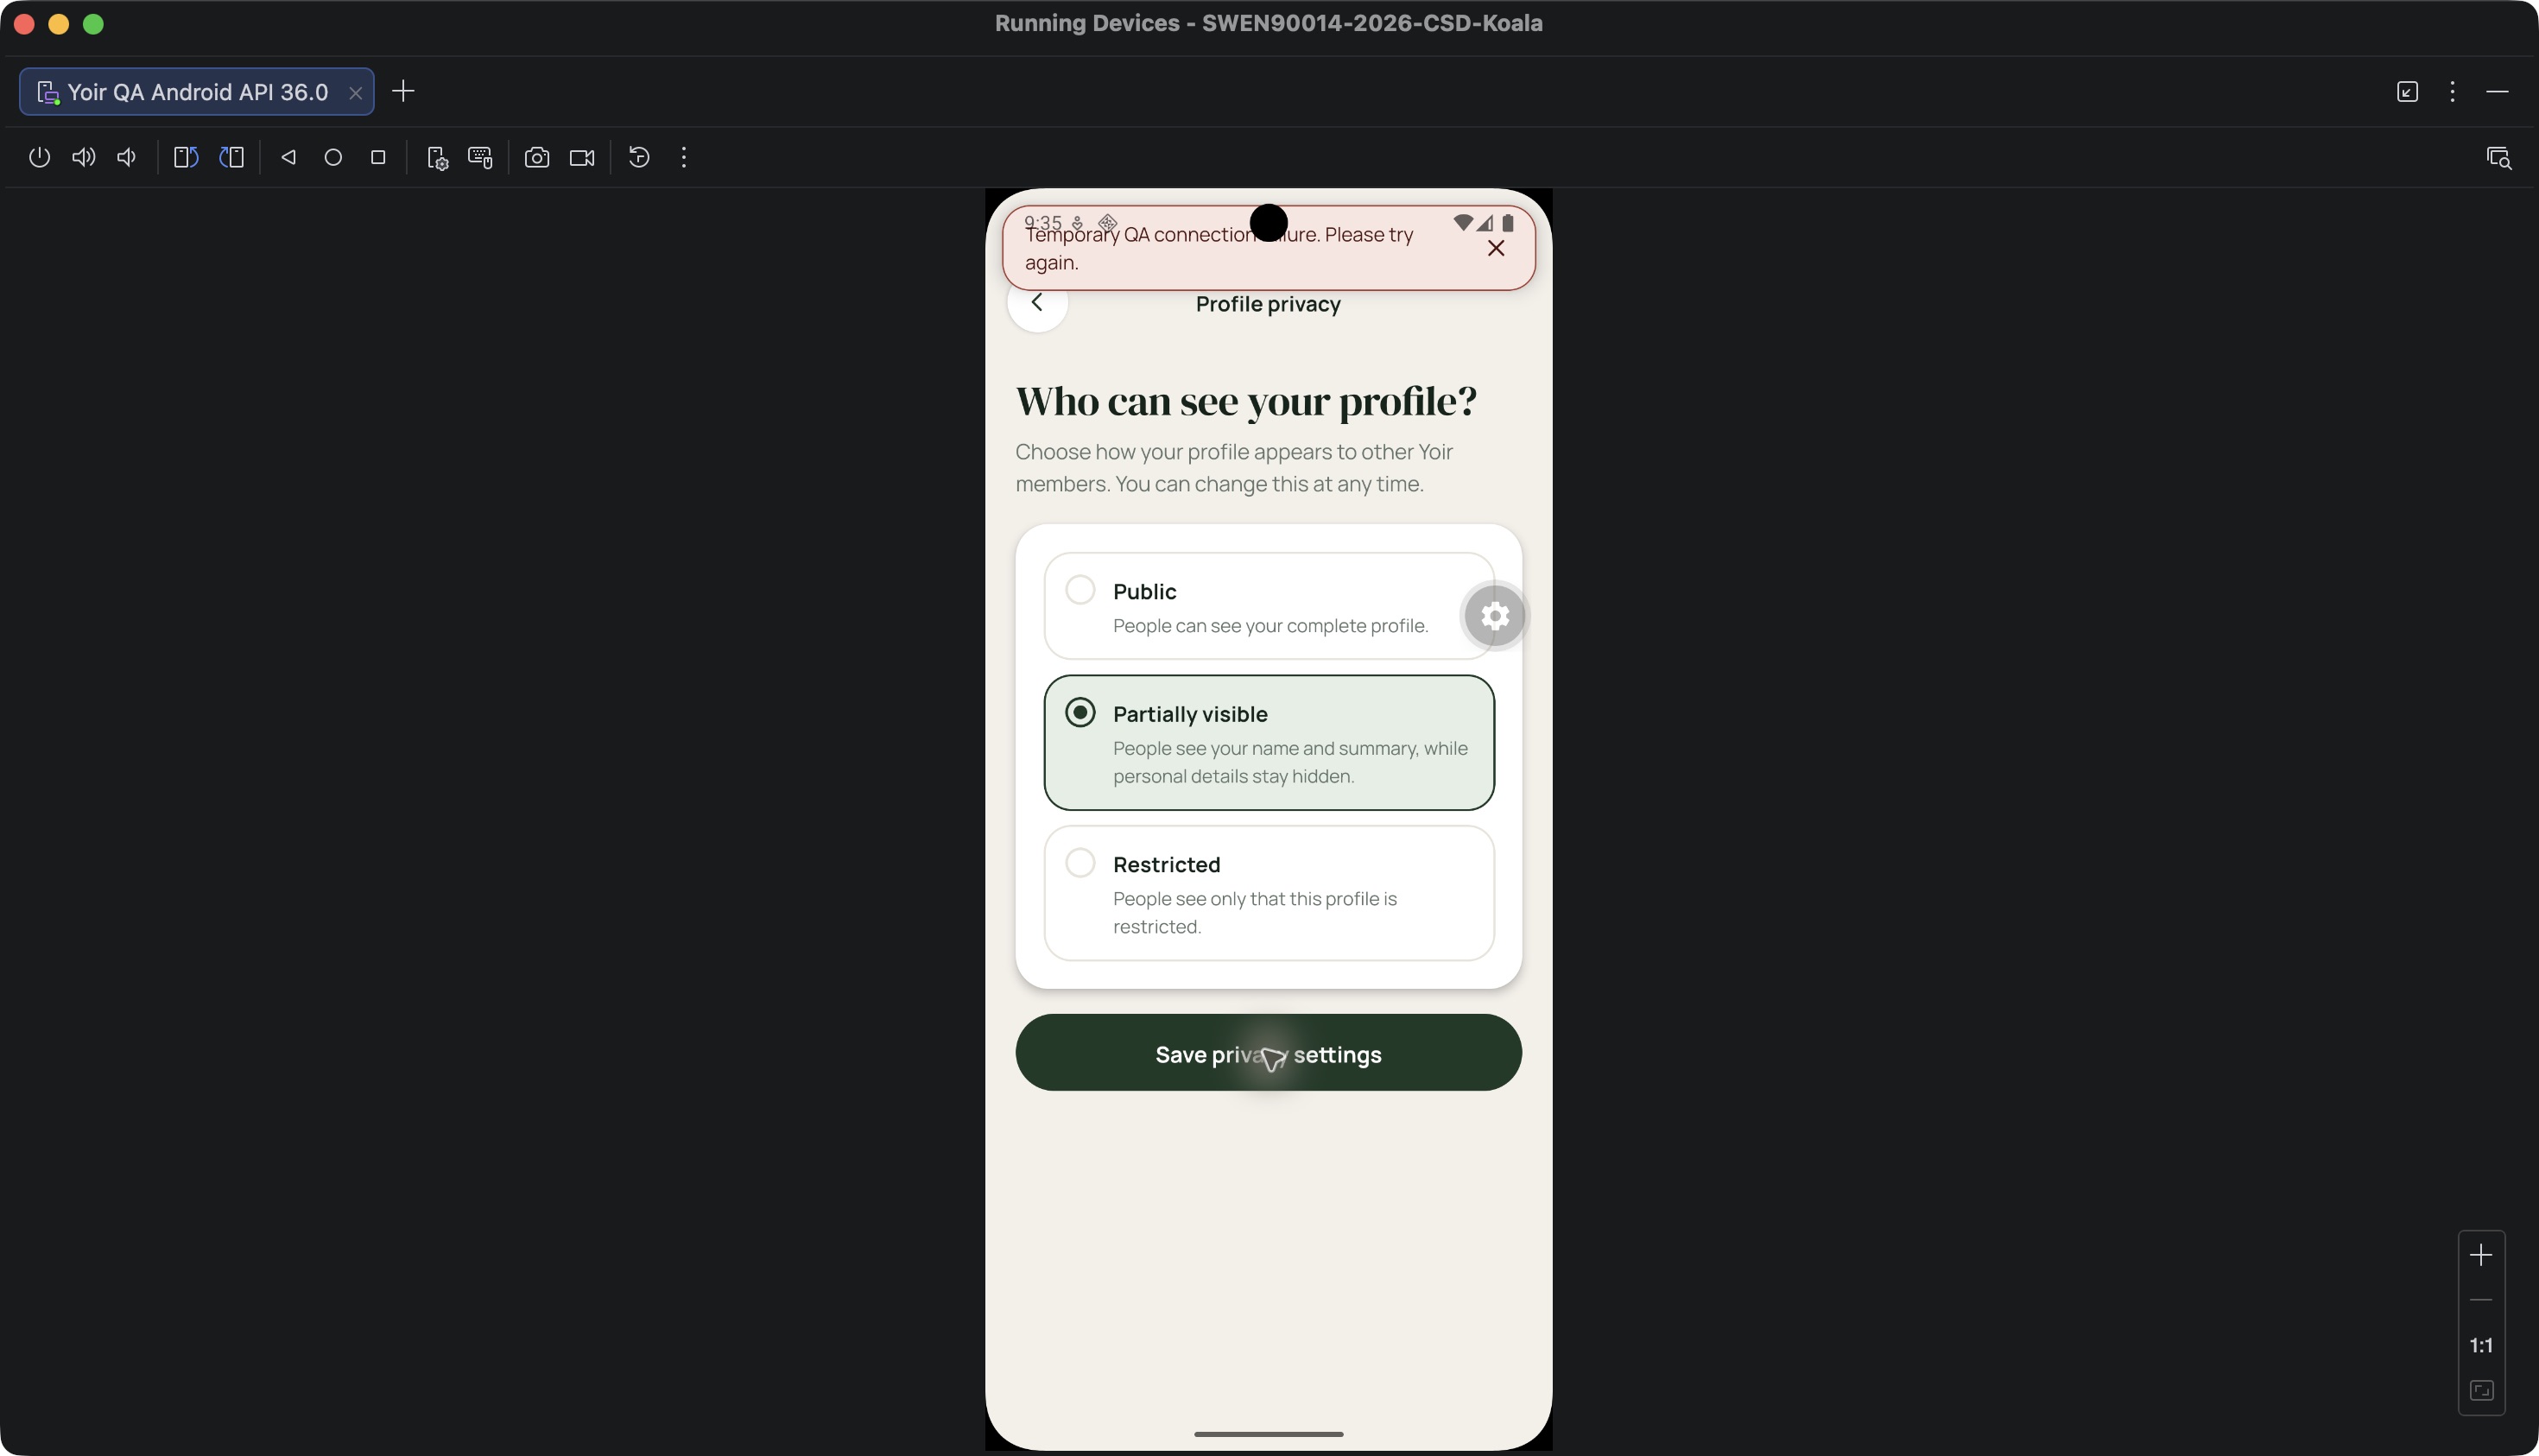 Running Devices - SWEN90014-2026-CSD-Koala
Yoir QA Android API 36.0
9:35
Temporary QA connection Please try
again.
Profile privacy
Who can see your profile?
Choose how your profile appears to other Yoir
members. You can change this at any time.
Public
People can see your complete profile.
Partially visible
People see your name and summary, while
personal details stay hidden.
Restricted
People see only that this profile is
restricted.
Save privacy settings
1:1